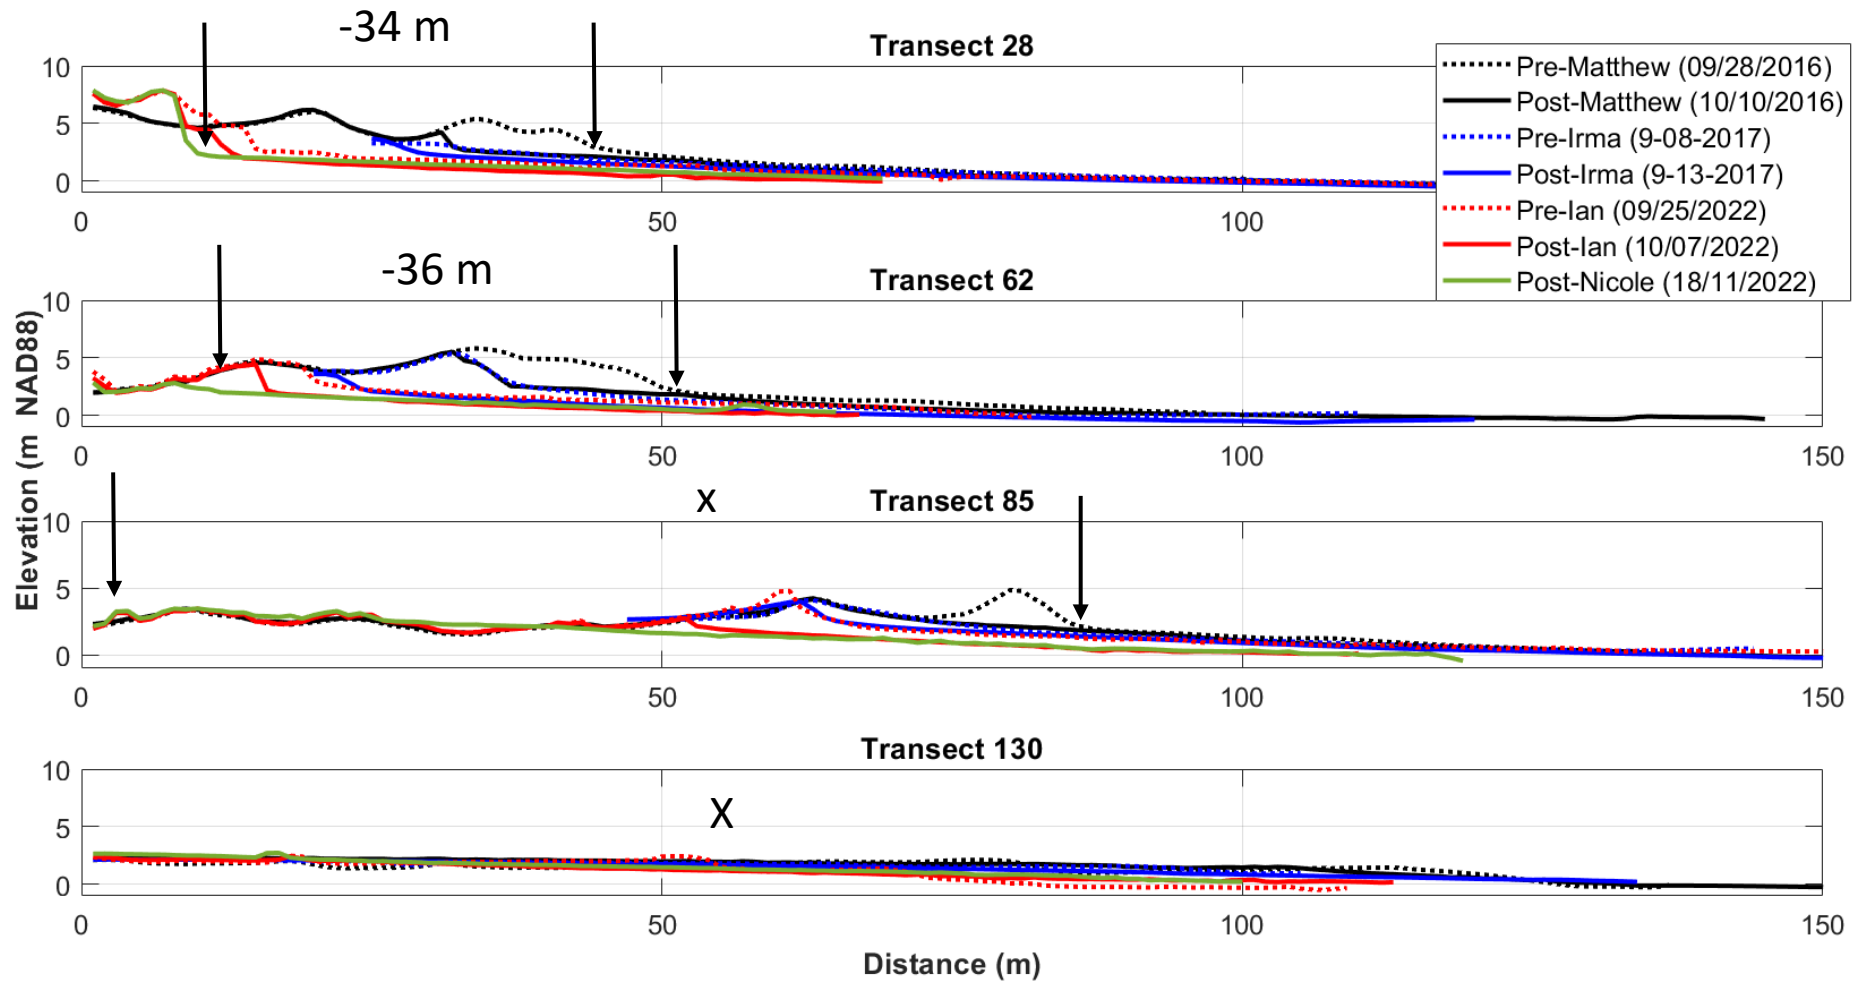 -34 m
Transect 28
10
5
0
0 50 100
Pre-Matthew (09/28/2016)
Post-Matthew (10/10/2016)
Pre-Irma (9-08-2017)
Post-Irma (9-13-2017)
Pre-Ian (09/25/2022)
Post-Ian (10/07/2022)
Post-Nicole (18/11/2022)
-36 m
Transect 62
10
5
0
0 50 100 150
Elevation (m NAD88)
x
Transect 85
10
5
0
0 50 100 150
Transect 130
10
X
5
0
0 50 100 150
Distance (m)